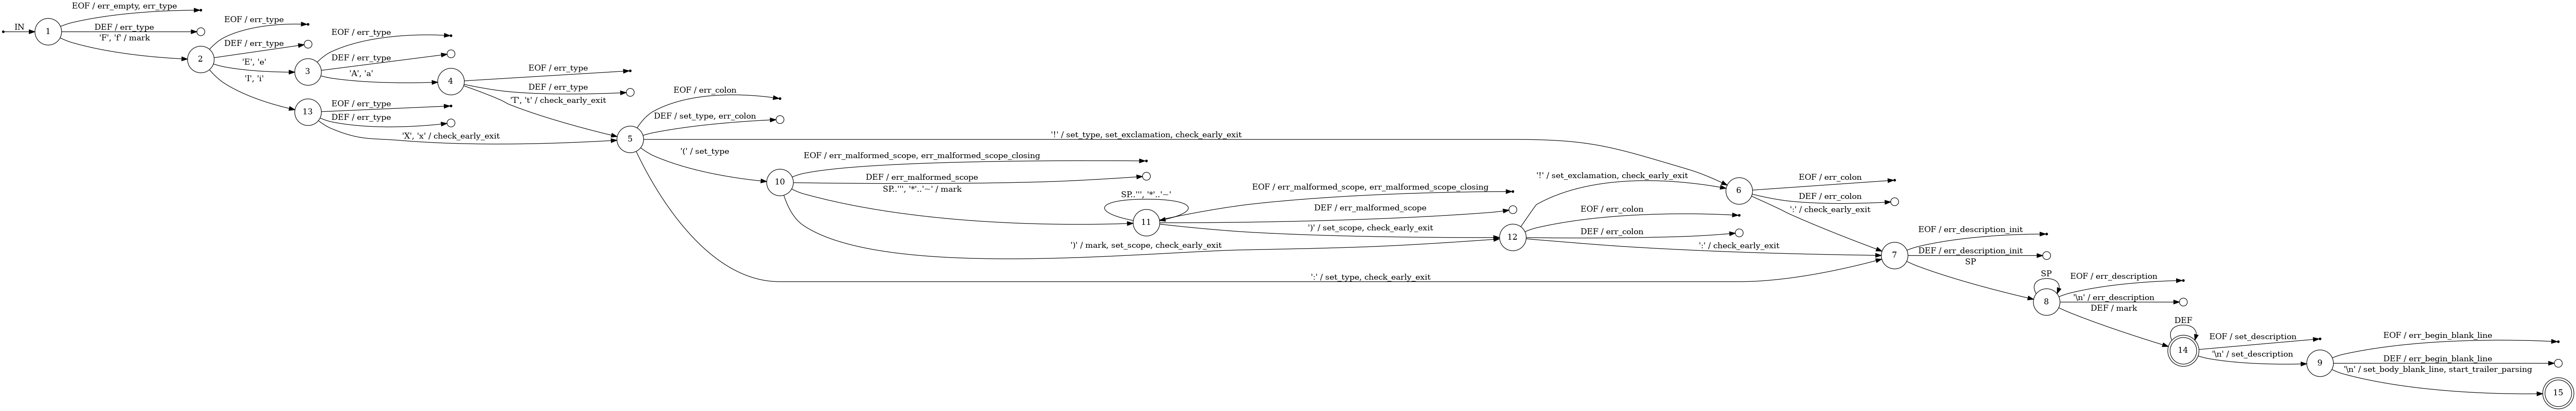 IN
1
EOF / err_empty, err_type
DEF / err_type
'F', 'f' / mark
2
EOF / err_type
DEF / err_type
'E', 'e'
'I', 'i'
3
EOF / err_type
DEF / err_type
'A', 'a'
13
EOF / err_type
DEF / err_type
'X', 'x' / check_early_exit
4
EOF / err_type
DEF / err_type
'T', 't' / check_early_exit
5
EOF / err_colon
DEF / set_type, err_colon
'!' / set_type, set_exclamation, check_early_exit
'(' / set_type
':' / set_type, check_early_exit
10
EOF / err_malformed_scope, err_malformed_scope_closing
DEF / err_malformed_scope
SP..''', '*'..'~' / mark
')' / mark, set_scope, check_early_exit
11
SP..''', '*'..'~'
EOF / err_malformed_scope, err_malformed_scope_closing
DEF / err_malformed_scope
')' / set_scope, check_early_exit
12
'!' / set_exclamation, check_early_exit
EOF / err_colon
DEF / err_colon
':' / check_early_exit
6
EOF / err_colon
DEF / err_colon
':' / check_early_exit
7
EOF / err_description_init
DEF / err_description_init
SP
8
SP
EOF / err_description
'\n' / err_description
DEF / mark
14
DEF
EOF / set_description
'\n' / set_description
9
EOF / err_begin_blank_line
DEF / err_begin_blank_line
'\n' / set_body_blank_line, start_trailer_parsing
15